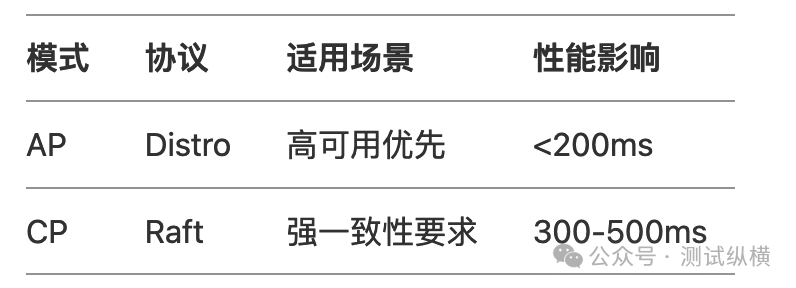 模式 协议 适用场景 性能影响
AP Distro 高可用优先 <200ms
CP Raft 强一致性要求 300-500ms
公众号 · 测试纵横